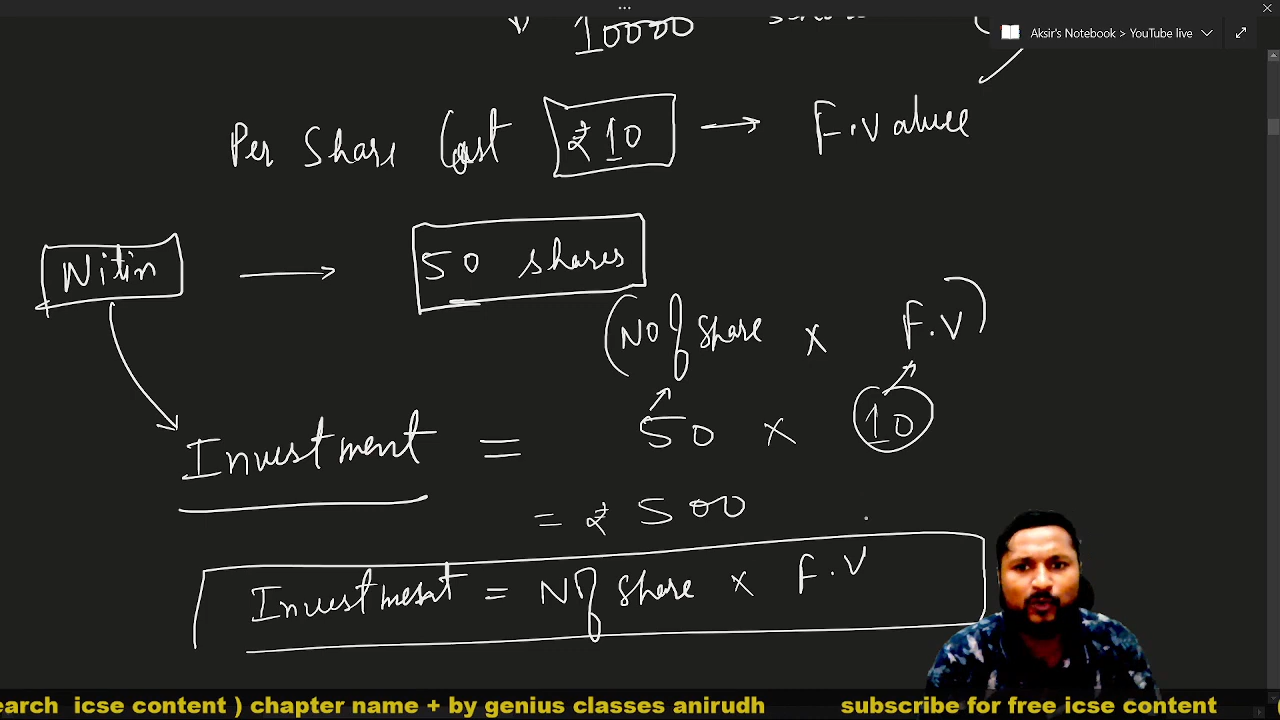 10000
Aksir's Notebook > YouTube live
Per Share Cost ₹10 → F.Value
Nitin → 50 shares
(No of share x F.V)
Investment = 50 x 10
= ₹ 500
Investment = No of share x F.V
earch icse content ) chapter name + by genius classes anirudh subscribe for free icse content